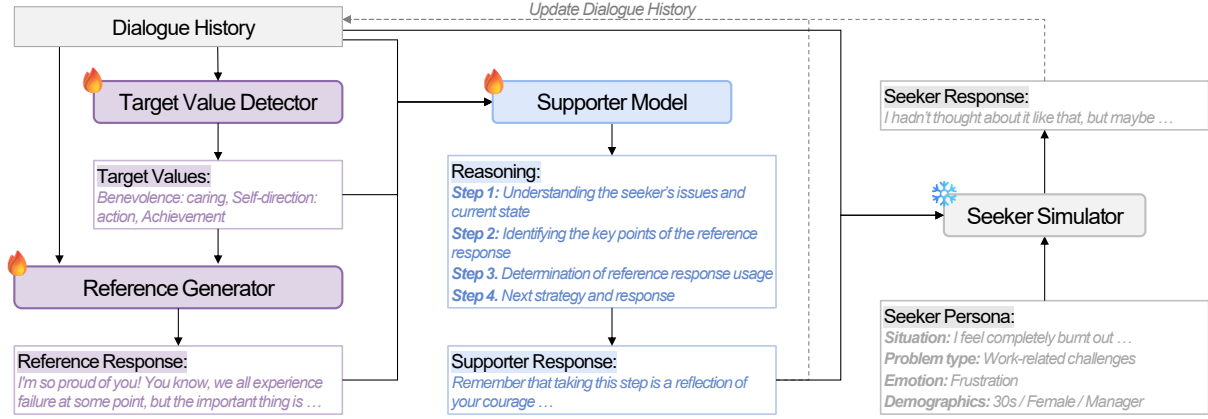 Update Dialogue History
Dialogue History
Target Value Detector
Target Values:
Benevolence: caring, Self-direction:
action, Achievement
Reference Generator
Reference Response:
I'm so proud of you! You know, we all experience
failure at some point, but the important thing is …
Supporter Model
Reasoning:
Step 1: Understanding the seeker's issues and
current state
Step 2: Identifying the key points of the reference
response
Step 3. Determination of reference response usage
Step 4. Next strategy and response
Supporter Response:
Remember that taking this step is a reflection of
your courage …
Seeker Response:
I hadn't thought about it like that, but maybe …
Seeker Simulator
Seeker Persona:
Situation: I feel completely burnt out …
Problem type: Work-related challenges
Emotion: Frustration
Demographics: 30s / Female / Manager